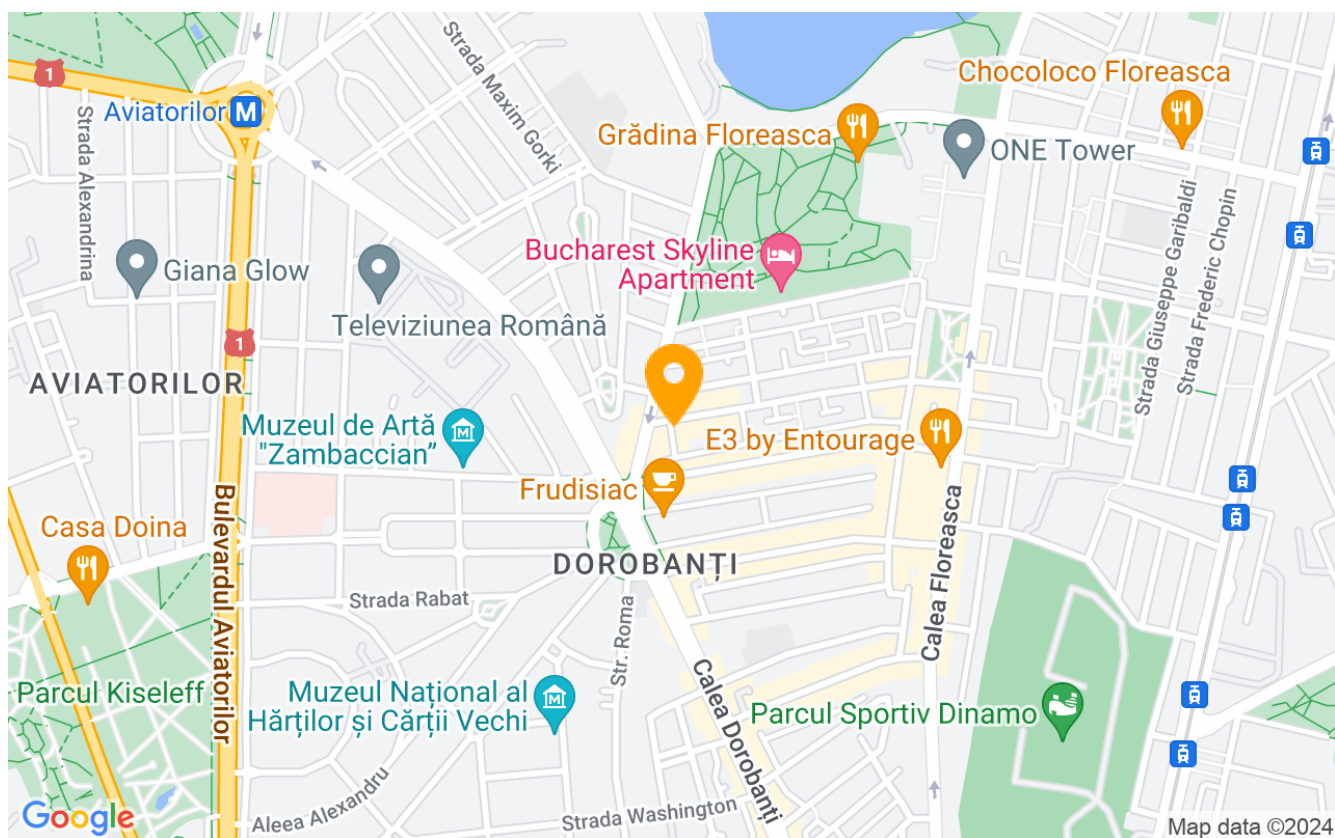 1
Strada Maxim Gorki
Chocoloco Floreasca
Aviatorilor M
Strada Alexandrina
Grădina Floreasca
ONE Tower
Strada Giuseppe Garibaldi
Strada Frederic Chopin
Bucharest Skyline
Apartment
Giana Glow
Televiziunea Română
1
AVIATORILOR
Muzeul de Artă
"Zambaccian”
E3 by Entourage
Frudisiac
Bulevardul Aviatorilor
Casa Doina
DOROBANȚI
Calea Floreasca
Strada Rabat
Str. Roma
Parcul Kiseleff
Muzeul Național al
Hărților și Cărții Vechi
Calea Dorobanți
Parcul Sportiv Dinamo
Aleea Alexandru
Strada Washington
Google
Map data ©2024